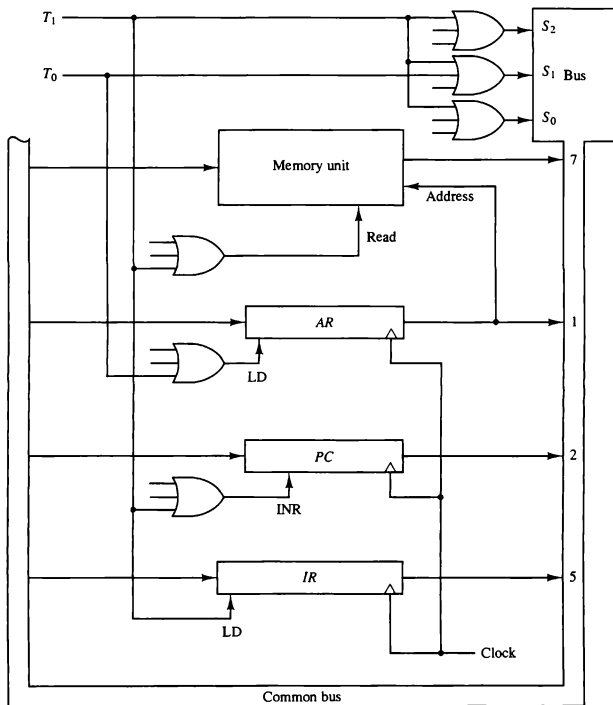 T₁
S₂
T₀
S₁ Bus
S₀
Memory unit
7
Address
Read
AR
1
LD
PC
2
INR
IR
5
LD
Clock
Common bus